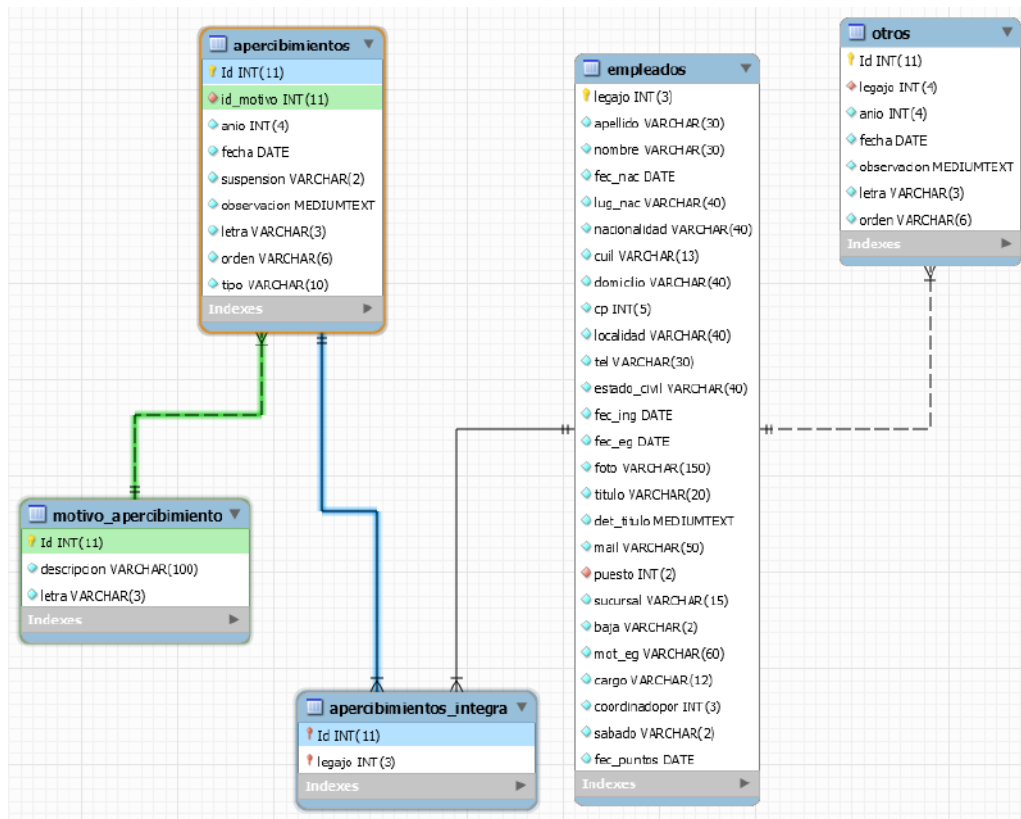 apercibimientos
Id INT(11)
id_motivo INT(11)
anio INT(4)
fecha DATE
suspension VARCHAR(2)
observacion MEDIUMTEXT
letra VARCHAR(3)
orden VARCHAR(6)
tipo VARCHAR(10)
Indexes
motivo_apercibimiento
Id INT(11)
descripcion VARCHAR(100)
letra VARCHAR(3)
Indexes
apercibimientos_integra
Id INT(11)
legajo INT(3)
Indexes
empleados
legajo INT(3)
apellido VARCHAR(30)
nombre VARCHAR(30)
fec_nac DATE
lug_nac VARCHAR(40)
nacionalidad VARCHAR(40)
cuil VARCHAR(13)
domicilio VARCHAR(40)
cp INT(5)
localidad VARCHAR(40)
tel VARCHAR(30)
estado_civil VARCHAR(40)
fec_ing DATE
fec_eg DATE
foto VARCHAR(150)
titulo VARCHAR(20)
det_titulo MEDIUMTEXT
mail VARCHAR(50)
puesto INT(2)
sucursal VARCHAR(15)
baja VARCHAR(2)
mot_eg VARCHAR(60)
cargo VARCHAR(12)
coordinadopor INT(3)
sabado VARCHAR(2)
fec_puntos DATE
Indexes
otros
Id INT(11)
legajo INT(4)
anio INT(4)
fecha DATE
observacion MEDIUMTEXT
letra VARCHAR(3)
orden VARCHAR(6)
Indexes